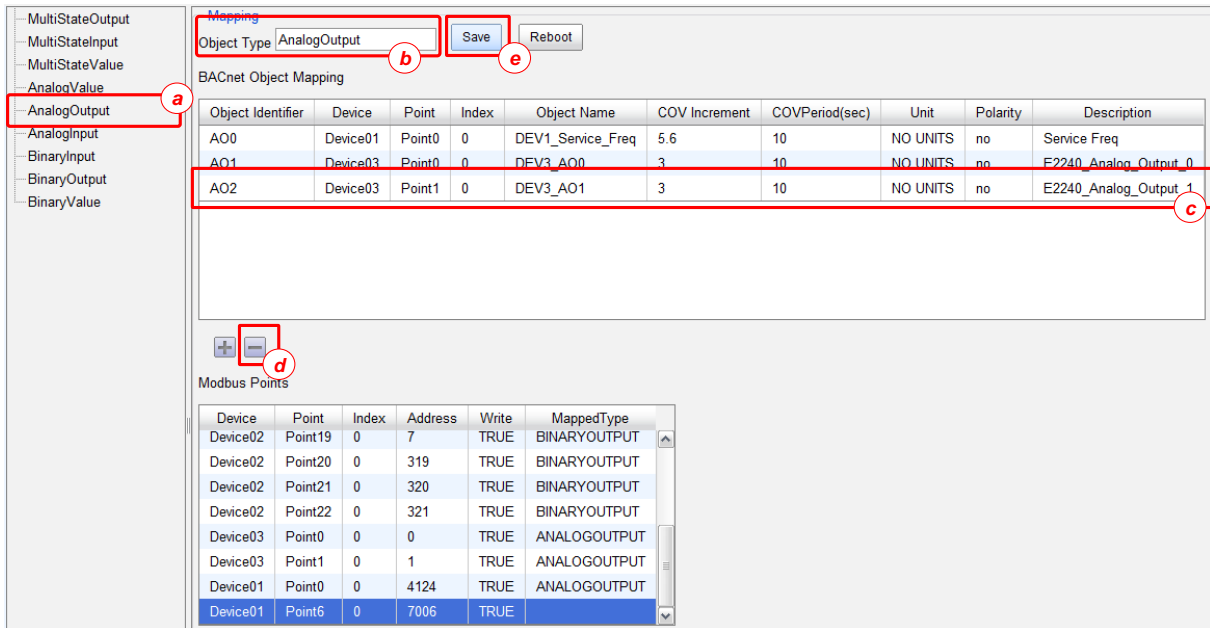 MultiStateOutput
MultiStateInput
MultiStateValue
AnalogValue
a
AnalogOutput
AnalogInput
BinaryInput
BinaryOutput
BinaryValue
Mapping
Object Type AnalogOutput Save Reboot
b e
BACnet Object Mapping
Object Identifier Device Point Index Object Name COV Increment COVPeriod(sec) Unit Polarity Description
AO0 Device01 Point0 0 DEV1_Service_Freq 5.6 10 NO UNITS no Service Freq
AO1 Device03 Point0 0 DEV3_AO0 3 10 NO UNITS no E2240_Analog_Output_0
AO2 Device03 Point1 0 DEV3_AO1 3 10 NO UNITS no E2240_Analog_Output_1
c
+ −
d
Modbus Points
Device Point Index Address Write MappedType
Device02 Point19 0 7 TRUE BINARYOUTPUT
Device02 Point20 0 319 TRUE BINARYOUTPUT
Device02 Point21 0 320 TRUE BINARYOUTPUT
Device02 Point22 0 321 TRUE BINARYOUTPUT
Device03 Point0 0 0 TRUE ANALOGOUTPUT
Device03 Point1 0 1 TRUE ANALOGOUTPUT
Device01 Point0 0 4124 TRUE ANALOGOUTPUT
Device01 Point6 0 7006 TRUE